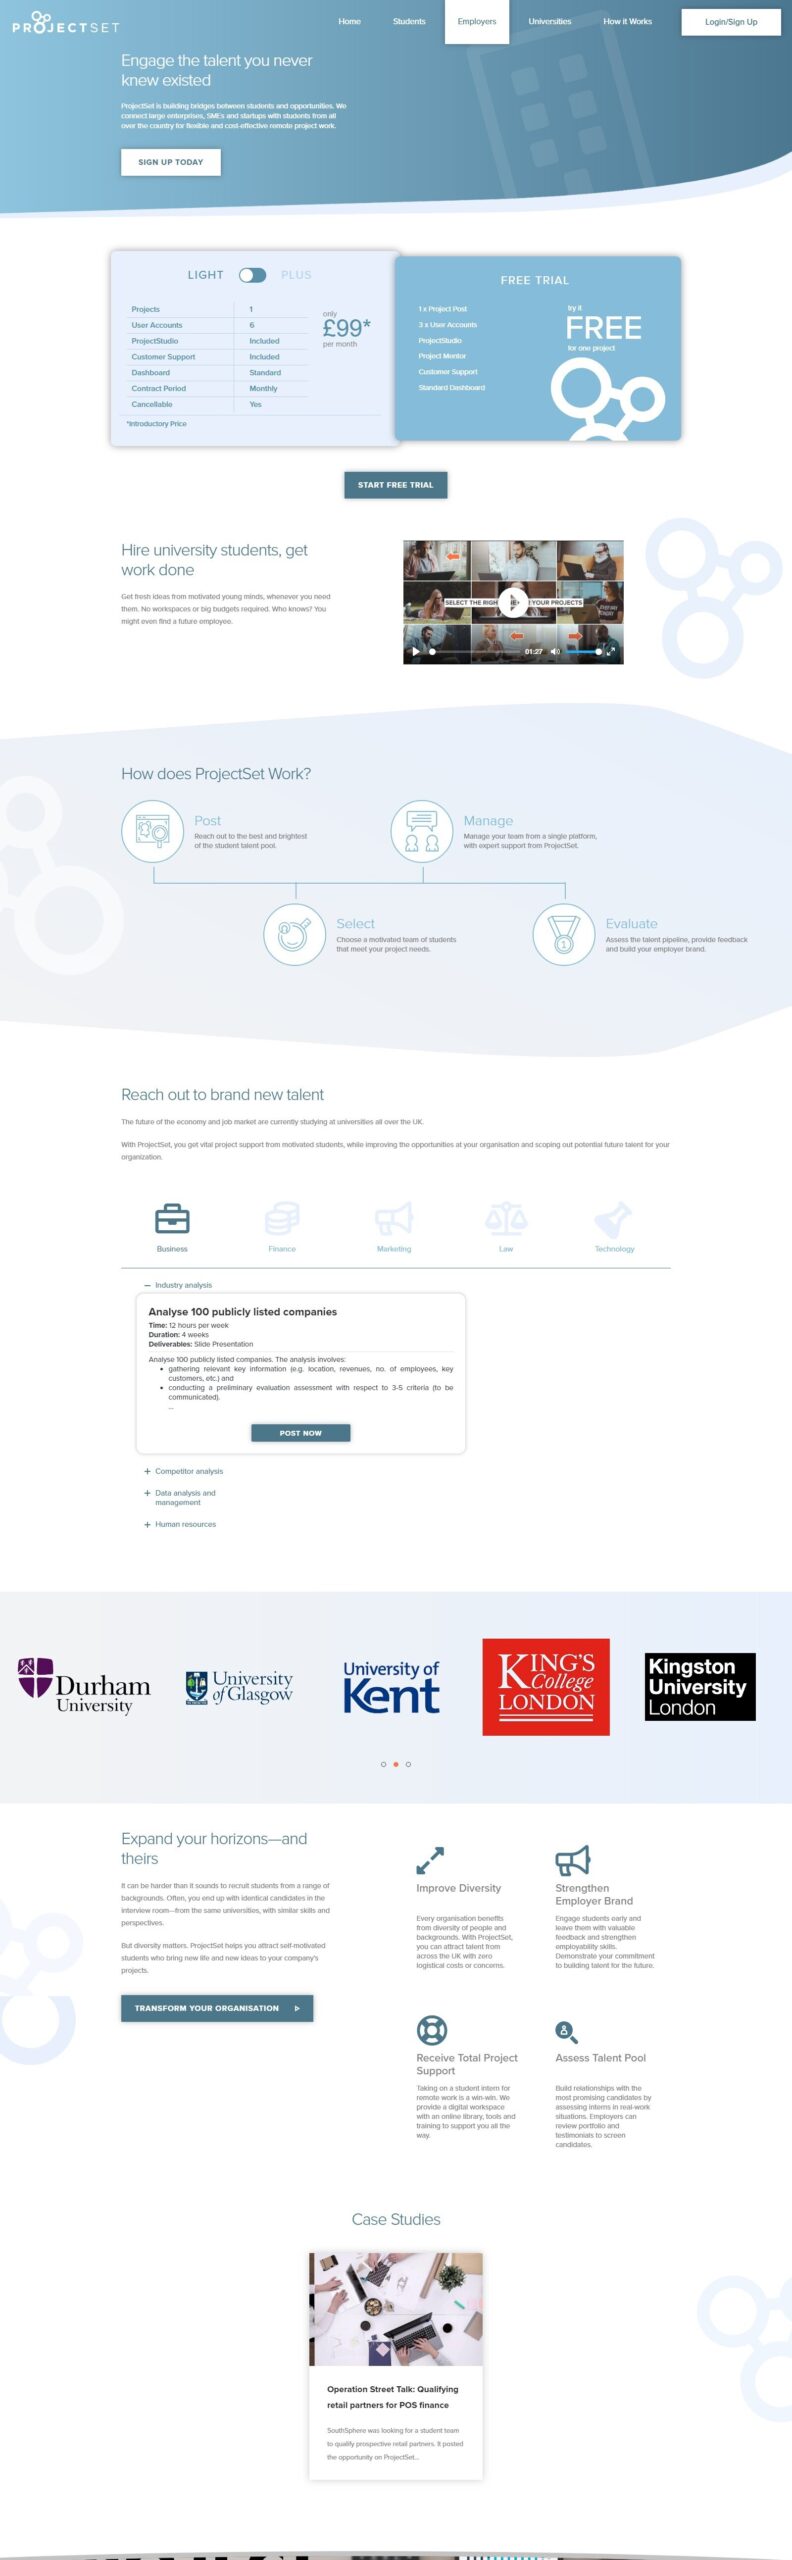 PROJECTSET
Home
Students
Employers
Universities
How it Works
Login/Sign Up
Engage the talent you never
knew existed
ProjectSet is building bridges between students and opportunities. We
connect large enterprises, SMEs and startups with students from all
over the country for flexible and cost-effective remote project work.
SIGN UP TODAY
LIGHT
PLUS
Projects 1
User Accounts 6
ProjectStudio Included
Customer Support Included
Dashboard Standard
Contract Period Monthly
Cancellable Yes
*Introductory Price
only
£99*
per month
FREE TRIAL
1 x Project Post
3 x User Accounts
ProjectStudio
Project Mentor
Customer Support
Standard Dashboard
try it
FREE
for one project
START FREE TRIAL
Hire university students, get
work done
Get fresh ideas from motivated young minds, whenever you need
them. No workspaces or big budgets required. Who knows? You
might even find a future employee.
SELECT THE RIGH
YOUR PROJECTS
01:27
How does ProjectSet Work?
Post
Reach out to the best and brightest
of the student talent pool.
Manage
Manage your team from a single platform,
with expert support from ProjectSet.
Select
Choose a motivated team of students
that meet your project needs.
1
Evaluate
Assess the talent pipeline, provide feedback
and build your employer brand.
Reach out to brand new talent
The future of the economy and job market are currently studying at universities all over the UK.
With ProjectSet, you get vital project support from motivated students, while improving the opportunities at your organisation and scoping out potential future talent for your
organization.
Business
Finance
Marketing
Law
Technology
– Industry analysis
Analyse 100 publicly listed companies
Time: 12 hours per week
Duration: 4 weeks
Deliverables: Slide Presentation
Analyse 100 publicly listed companies. The analysis involves:
• gathering relevant key information (e.g. location, revenues, no. of employees, key
customers, etc.) and
• conducting a preliminary evaluation assessment with respect to 3-5 criteria (to be
communicated).
...
POST NOW
+ Competitor analysis
+ Data analysis and
management
+ Human resources
Durham
University
University
of Glasgow
University of
Kent
KING'S
College
LONDON
Kingston
University
London
Expand your horizons—and
theirs
It can be harder than it sounds to recruit students from a range of
backgrounds. Often, you end up with identical candidates in the
interview room—from the same universities, with similar skills and
perspectives.
But diversity matters. ProjectSet helps you attract self-motivated
students who bring new life and new ideas to your company's
projects.
TRANSFORM YOUR ORGANISATION
Improve Diversity
Every organisation benefits
from diversity of people and
backgrounds. With ProjectSet,
you can attract talent from
across the UK with zero
logistical costs or concerns.
Strengthen
Employer Brand
Engage students early and
leave them with valuable
feedback and strengthen
employability skills.
Demonstrate your commitment
to building talent for the future.
Receive Total Project
Support
Taking on a student intern for
remote work is a win-win. We
provide a digital workspace
with an online library, tools and
training to support you all the
way.
Assess Talent Pool
Build relationships with the
most promising candidates by
assessing interns in real-work
situations. Employers can
review portfolio and
testimonials to screen
candidates.
Case Studies
Operation Street Talk: Qualifying
retail partners for POS finance
SouthSphere was looking for a student team
to qualify prospective retail partners. It posted
the opportunity on ProjectSet...